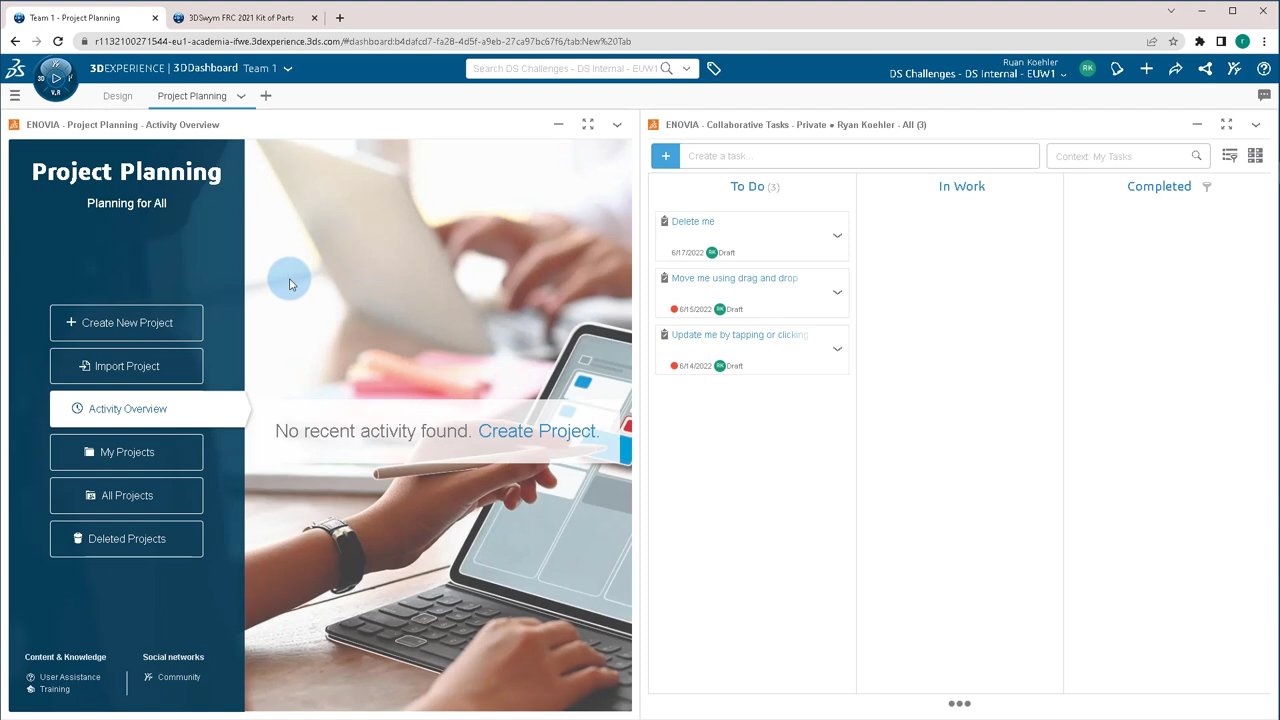 Team 1 - Project Planning
3DSwym FRC 2021 Kit of Parts
r1132100271544-eu1-academia-ifwe.3dexperience.3ds.com/#dashboard:b4dafcd7-fa28-4d5f-a9eb-27ca97bc67f6/tab:New%20Tab
3DEXPERIENCE | 3DDashboard Team 1
Search DS Challenges - DS Internal - EUW1
Ruan Koehler
DS Challenges - DS Internal - EUW1
RK
3D
V.R
Design
Project Planning
ENOVIA - Project Planning - Activity Overview
Project Planning
Planning for All
Create New Project
Import Project
Activity Overview
My Projects
All Projects
Deleted Projects
No recent activity found. Create Project.
Content & Knowledge
User Assistance
Training
Social networks
Community
ENOVIA - Collaborative Tasks - Private ● Ryan Koehler - All (3)
Create a task ...
Context: My Tasks
To Do (3)
In Work
Completed
Delete me
6/17/2022 RK Draft
Move me using drag and drop
6/15/2022 RK Draft
Update me by tapping or clicking
6/14/2022 RK Draft